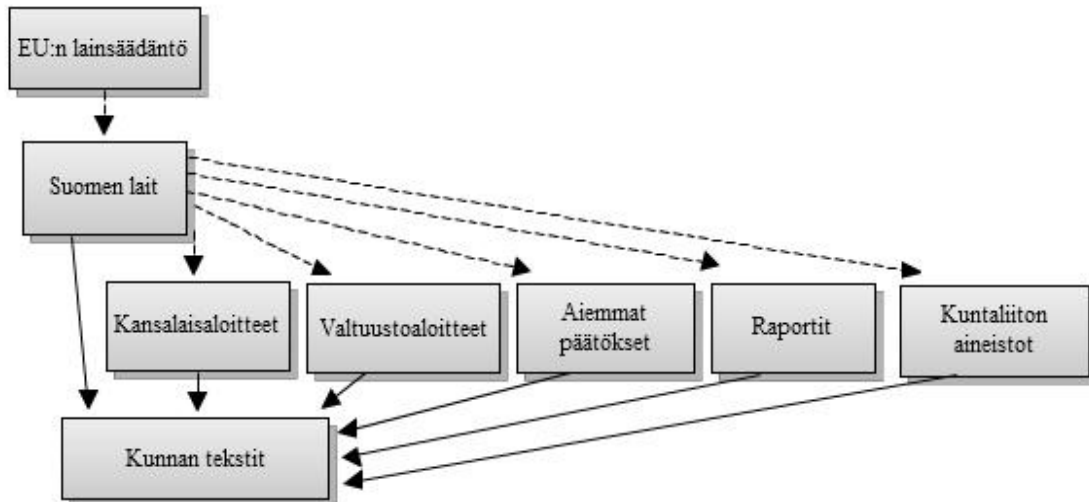 EU:n lainsäädäntö
Suomen lait
Kansalaisaloitteet
Valtuustoaloitteet
Aiemmat
päätökset
Raportit
Kuntaliiton
aineistot
Kunnan tekstit